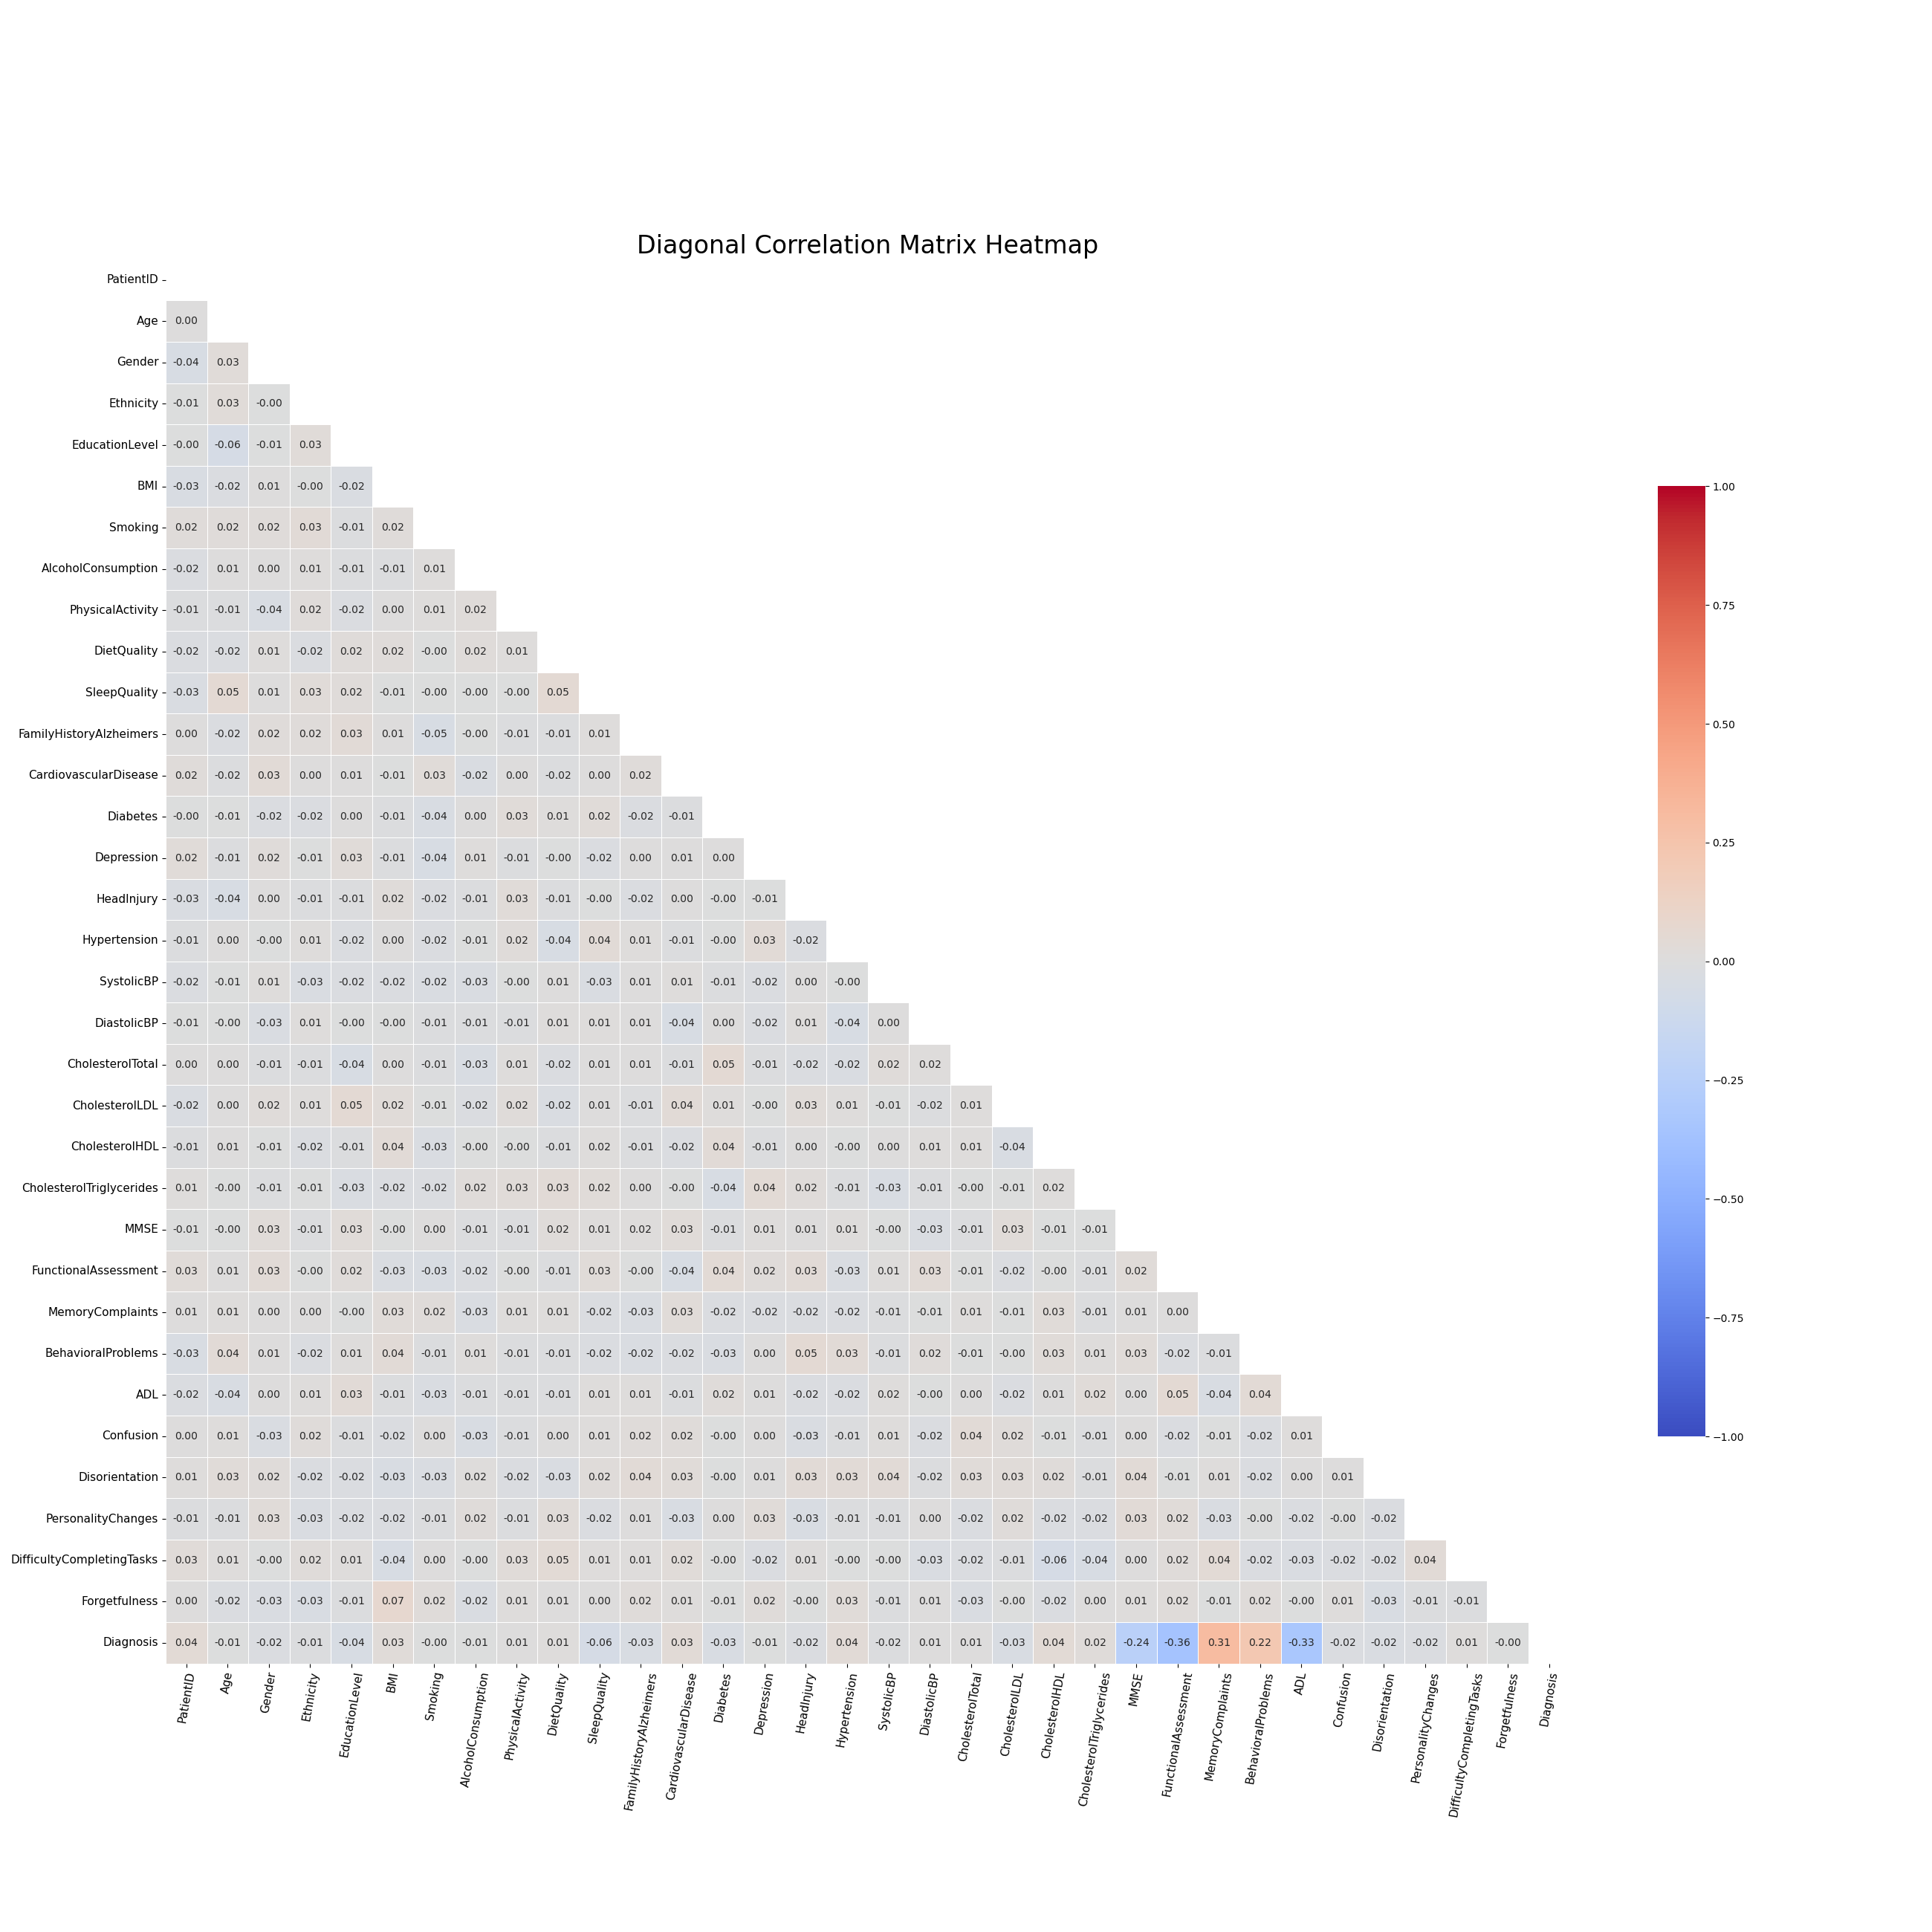 Diagonal Correlation Matrix Heatmap
PatientID
Age 0.00
Gender -0.04 0.03
Ethnicity -0.01 0.03 -0.00
EducationLevel -0.00 -0.06 -0.01 0.03
BMI -0.03 -0.02 0.01 -0.00 -0.02
Smoking 0.02 0.02 0.02 0.03 -0.01 0.02
AlcoholConsumption -0.02 0.01 0.00 0.01 -0.01 -0.01 0.01
PhysicalActivity -0.01 -0.01 -0.04 0.02 -0.02 0.00 0.01 0.02
DietQuality -0.02 -0.02 0.01 -0.02 0.02 0.02 -0.00 0.02 0.01
SleepQuality -0.03 0.05 0.01 0.03 0.02 -0.01 -0.00 -0.00 -0.00 0.05
FamilyHistoryAlzheimers 0.00 -0.02 0.02 0.02 0.03 0.01 -0.05 -0.00 -0.01 -0.01 0.01
CardiovascularDisease 0.02 -0.02 0.03 0.00 0.01 -0.01 0.03 -0.02 0.00 -0.02 0.00 0.02
Diabetes -0.00 -0.01 -0.02 -0.02 0.00 -0.01 -0.04 0.00 0.03 0.01 0.02 -0.02 -0.01
Depression 0.02 -0.01 0.02 -0.01 0.03 -0.01 -0.04 0.01 -0.01 -0.00 -0.02 0.00 0.01 0.00
HeadInjury -0.03 -0.04 0.00 -0.01 -0.01 0.02 -0.02 -0.01 0.03 -0.01 -0.00 -0.02 0.00 -0.00 -0.01
Hypertension -0.01 0.00 -0.00 0.01 -0.02 0.00 -0.02 -0.01 0.02 -0.04 0.04 0.01 -0.01 -0.00 0.03 -0.02
SystolicBP -0.02 -0.01 0.01 -0.03 -0.02 -0.02 -0.02 -0.03 -0.00 0.01 -0.03 0.01 0.01 -0.01 -0.02 0.00 -0.00
DiastolicBP -0.01 -0.00 -0.03 0.01 -0.00 -0.00 -0.01 -0.01 -0.01 0.01 0.01 0.01 -0.04 0.00 -0.02 0.01 -0.04 0.00
CholesterolTotal 0.00 0.00 -0.01 -0.01 -0.04 0.00 -0.01 -0.03 0.01 -0.02 0.01 0.01 -0.01 0.05 -0.01 -0.02 -0.02 0.02 0.02
CholesterolLDL -0.02 0.00 0.02 0.01 0.05 0.02 -0.01 -0.02 0.02 -0.02 0.01 -0.01 0.04 0.01 -0.00 0.03 0.01 -0.01 -0.02 0.01
CholesterolHDL -0.01 0.01 -0.01 -0.02 -0.01 0.04 -0.03 -0.00 -0.00 -0.01 0.02 -0.01 -0.02 0.04 -0.01 0.00 -0.00 0.00 0.01 0.01 -0.04
CholesterolTriglycerides 0.01 -0.00 -0.01 -0.01 -0.03 -0.02 -0.02 0.02 0.03 0.03 0.02 0.00 -0.00 -0.04 0.04 0.02 -0.01 -0.03 -0.01 -0.00 -0.01 0.02
MMSE -0.01 -0.00 0.03 -0.01 0.03 -0.00 0.00 -0.01 -0.01 0.02 0.01 0.02 0.03 -0.01 0.01 0.01 0.01 -0.00 -0.03 -0.01 0.03 -0.01 -0.01
FunctionalAssessment 0.03 0.01 0.03 -0.00 0.02 -0.03 -0.03 -0.02 -0.00 -0.01 0.03 -0.00 -0.04 0.04 0.02 0.03 -0.03 0.01 0.03 -0.01 -0.02 -0.00 -0.01 0.02
MemoryComplaints 0.01 0.01 0.00 0.00 -0.00 0.03 0.02 -0.03 0.01 0.01 -0.02 -0.03 0.03 -0.02 -0.02 -0.02 -0.02 -0.01 -0.01 0.01 -0.01 0.03 -0.01 0.01 0.00
BehavioralProblems -0.03 0.04 0.01 -0.02 0.01 0.04 -0.01 0.01 -0.01 -0.01 -0.02 -0.02 -0.02 -0.03 0.00 0.05 0.03 -0.01 0.02 -0.01 -0.00 0.03 0.01 0.03 -0.02 -0.01
ADL -0.02 -0.04 0.00 0.01 0.03 -0.01 -0.03 -0.01 -0.01 -0.01 0.01 0.01 -0.01 0.02 0.01 -0.02 -0.02 0.02 -0.00 0.00 -0.02 0.01 0.02 0.00 0.05 -0.04 0.04
Confusion 0.00 0.01 -0.03 0.02 -0.01 -0.02 0.00 -0.03 -0.01 0.00 0.01 0.02 0.02 -0.00 0.00 -0.03 -0.01 0.01 -0.02 0.04 0.02 -0.01 -0.01 0.00 -0.02 -0.01 -0.02 0.01
Disorientation 0.01 0.03 0.02 -0.02 -0.02 -0.03 -0.03 0.02 -0.02 -0.03 0.02 0.04 0.03 -0.00 0.01 0.03 0.03 0.04 -0.02 0.03 0.03 0.02 -0.01 0.04 -0.01 0.01 -0.02 0.00 0.01
PersonalityChanges -0.01 -0.01 0.03 -0.03 -0.02 -0.02 -0.01 0.02 -0.01 0.03 -0.02 0.01 -0.03 0.00 0.03 -0.03 -0.01 -0.01 0.00 -0.02 0.02 -0.02 -0.02 0.03 0.02 -0.03 -0.00 -0.02 -0.00 -0.02
DifficultyCompletingTasks 0.03 0.01 -0.00 0.02 0.01 -0.04 0.00 -0.00 0.03 0.05 0.01 0.01 0.02 -0.00 -0.02 0.01 -0.00 -0.00 -0.03 -0.02 -0.01 -0.06 -0.04 0.00 0.02 0.04 -0.02 -0.03 -0.02 -0.02 0.04
Forgetfulness 0.00 -0.02 -0.03 -0.03 -0.01 0.07 0.02 -0.02 0.01 0.01 0.00 0.02 0.01 -0.01 0.02 -0.00 0.03 -0.01 0.01 -0.03 -0.00 -0.02 0.00 0.01 0.02 -0.01 0.02 -0.00 0.01 -0.03 -0.01 -0.01
Diagnosis 0.04 -0.01 -0.02 -0.01 -0.04 0.03 -0.00 -0.01 0.01 0.01 -0.06 -0.03 0.03 -0.03 -0.01 -0.02 0.04 -0.02 0.01 0.01 -0.03 0.04 0.02 -0.24 -0.36 0.31 0.22 -0.33 -0.02 -0.02 -0.02 0.01 -0.00
PatientID Age Gender Ethnicity EducationLevel BMI Smoking AlcoholConsumption PhysicalActivity DietQuality SleepQuality FamilyHistoryAlzheimers CardiovascularDisease Diabetes Depression HeadInjury Hypertension SystolicBP DiastolicBP CholesterolTotal CholesterolLDL CholesterolHDL CholesterolTriglycerides MMSE FunctionalAssessment MemoryComplaints BehavioralProblems ADL Confusion Disorientation PersonalityChanges DifficultyCompletingTasks Forgetfulness Diagnosis
1.00
0.75
0.50
0.25
0.00
−0.25
−0.50
−0.75
−1.00